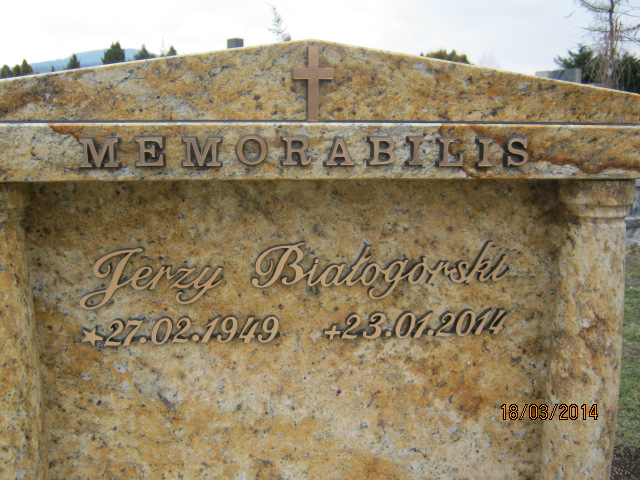 MEMORABILIS
Jerzy Białogórski
★27.02.1949 +23.01.2014
18/03/2014